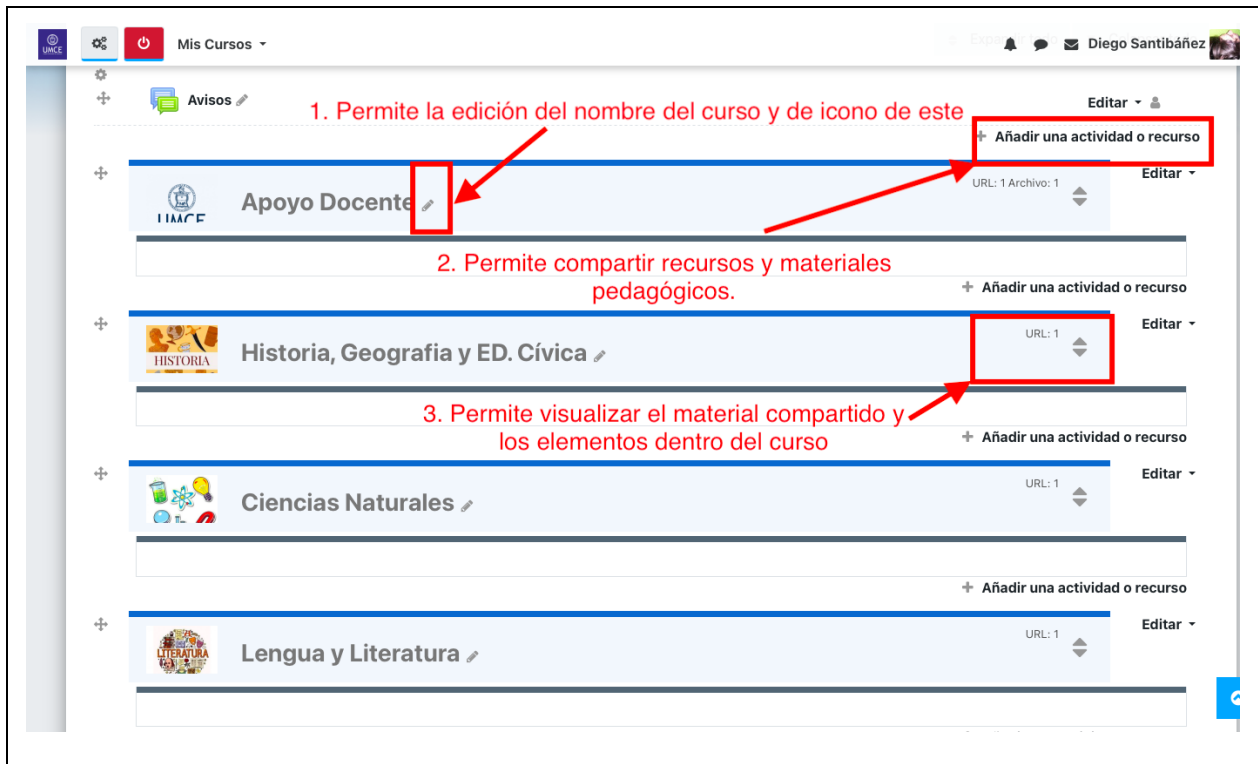 UMCE
Mis Cursos
Diego Santibáñez
Avisos
Editar
1. Permite la edición del nombre del curso y de icono de este
Añadir una actividad o recurso
Editar
UMCE
Apoyo Docente
URL: 1 Archivo: 1
2. Permite compartir recursos y materiales
pedagógicos.
Añadir una actividad o recurso
Editar
HISTORIA
Historia, Geografia y ED. Cívica
URL: 1
3. Permite visualizar el material compartido y
los elementos dentro del curso
Añadir una actividad o recurso
Editar
Ciencias Naturales
URL: 1
Añadir una actividad o recurso
Editar
LITERATURA
Lengua y Literatura
URL: 1